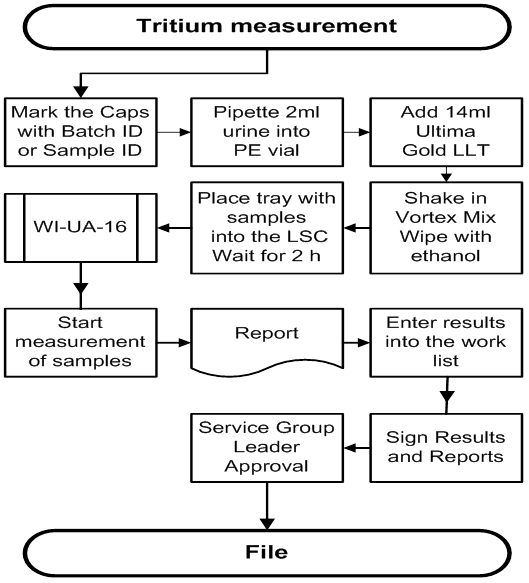 Tritium measurement
Mark the Caps
with Batch ID
or Sample ID
Pipette 2ml
urine into
PE vial
Add 14ml
Ultima
Gold LLT
Shake in
Vortex Mix
Wipe with
ethanol
Place tray with
samples
into the LSC
Wait for 2 h
WI-UA-16
Start
measurement
of samples
Report
Enter results
into the work
list
Sign Results
and Reports
Service Group
Leader
Approval
File